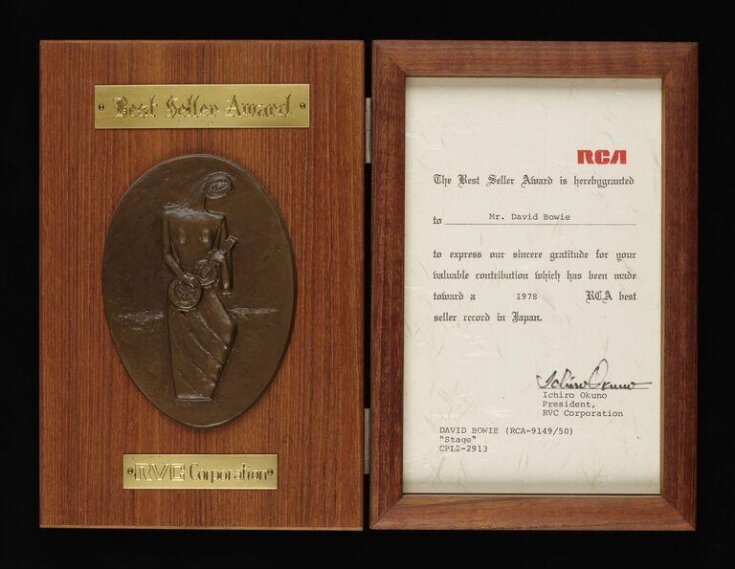 Best Seller Award
RVC Corporation
RCA
The Best Seller Award is herebygranted
to Mr. David Bowie
to express our sincere gratitude for your
valuable contribution which has been made
toward a 1978 RCA best
seller record in Japan.
Ichiro Okuno
Ichiro Okuno
President,
RVC Corporation
DAVID BOWIE (RCA-9149/50)
"Stage"
CPL2-2913